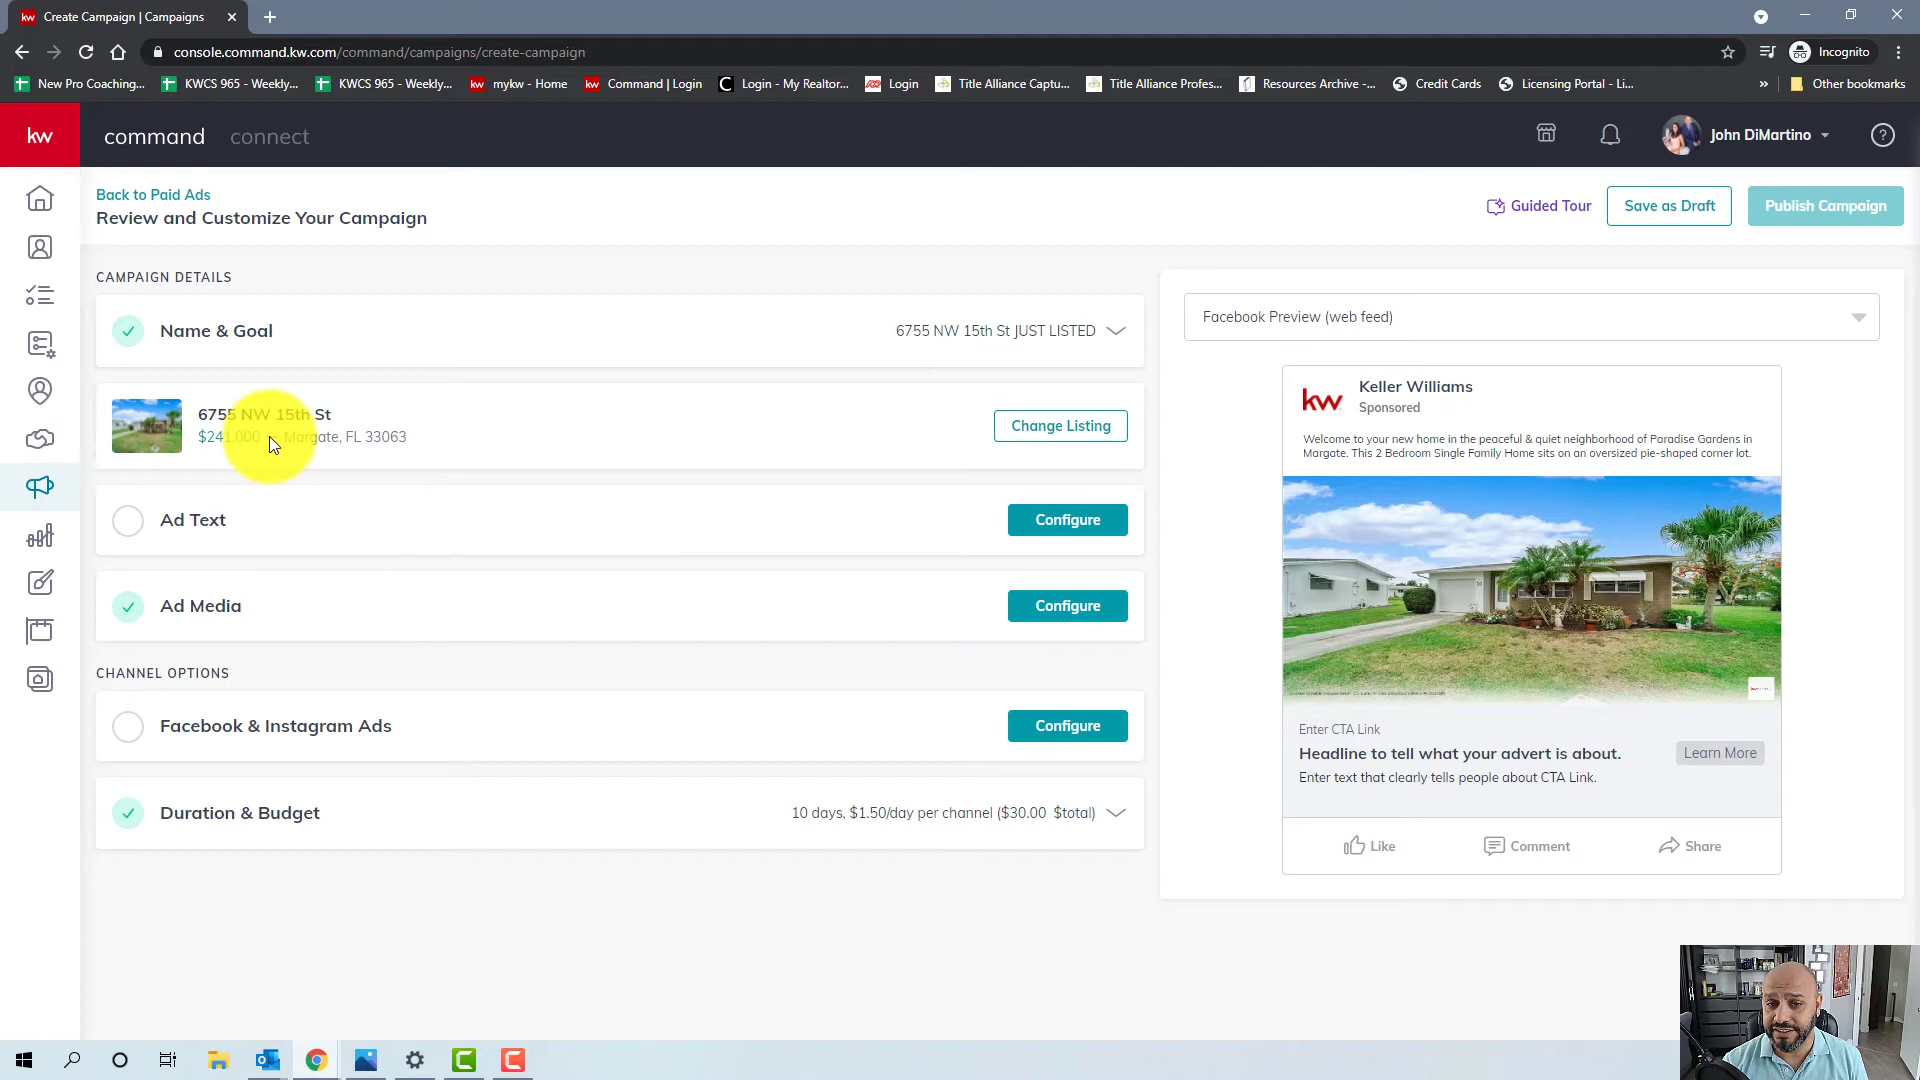 kw Create Campaign | Campaigns
console.command.kw.com/command/campaigns/create-campaign
Incognito
New Pro Coaching... KWCS 965 - Weekly... KWCS 965 - Weekly... kw mykw - Home kw Command | Login Login - My Realtor... Login Title Alliance Captu... Title Alliance Profes... Resources Archive -... Credit Cards Licensing Portal - Li... » Other bookmarks
kw command connect John DiMartino ?
Back to Paid Ads
Review and Customize Your Campaign
Guided Tour Save as Draft Publish Campaign
CAMPAIGN DETAILS
Name & Goal 6755 NW 15th St JUST LISTED
6755 NW 15th St
$241,000 – Margate, FL 33063
Change Listing
Ad Text Configure
Ad Media Configure
CHANNEL OPTIONS
Facebook & Instagram Ads Configure
Duration & Budget 10 days, $1.50/day per channel ($30.00 $total)
Facebook Preview (web feed)
kw Keller Williams
Sponsored
Welcome to your new home in the peaceful & quiet neighborhood of Paradise Gardens in
Margate. This 2 Bedroom Single Family Home sits on an oversized pie-shaped corner lot.
Enter CTA Link
Headline to tell what your advert is about.
Learn More
Enter text that clearly tells people about CTA Link.
Like Comment Share